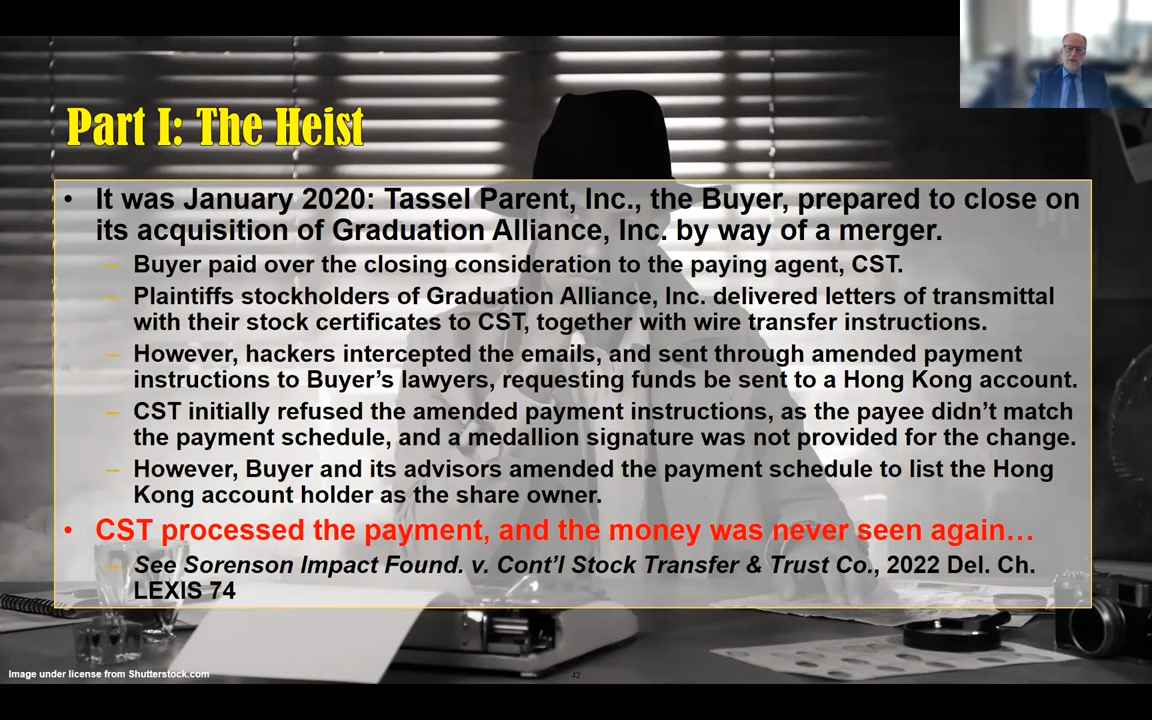 Part I: The Heist
• It was January 2020: Tassel Parent, Inc., the Buyer, prepared to close on
its acquisition of Graduation Alliance, Inc. by way of a merger.
– Buyer paid over the closing consideration to the paying agent, CST.
– Plaintiffs stockholders of Graduation Alliance, Inc. delivered letters of transmittal
with their stock certificates to CST, together with wire transfer instructions.
– However, hackers intercepted the emails, and sent through amended payment
instructions to Buyer’s lawyers, requesting funds be sent to a Hong Kong account.
– CST initially refused the amended payment instructions, as the payee didn’t match
the payment schedule, and a medallion signature was not provided for the change.
– However, Buyer and its advisors amended the payment schedule to list the Hong
Kong account holder as the share owner.
• CST processed the payment, and the money was never seen again…
– See Sorenson Impact Found. v. Cont’l Stock Transfer & Trust Co., 2022 Del. Ch.
LEXIS 74
Image under license from Shutterstock.com
42